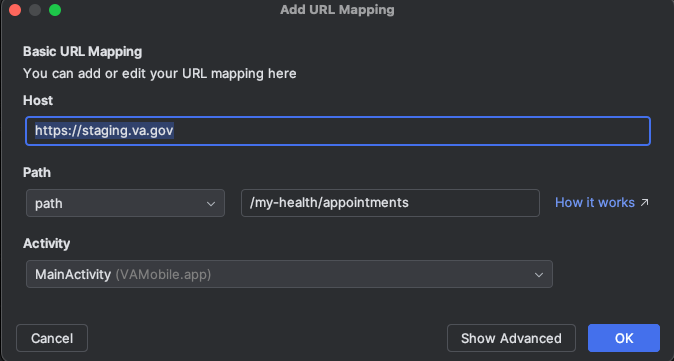 Add URL Mapping
Basic URL Mapping
You can add or edit your URL mapping here
Host
https://staging.va.gov
Path
path /my-health/appointments How it works ↗
Activity
MainActivity (VAMobile.app)
Cancel Show Advanced OK